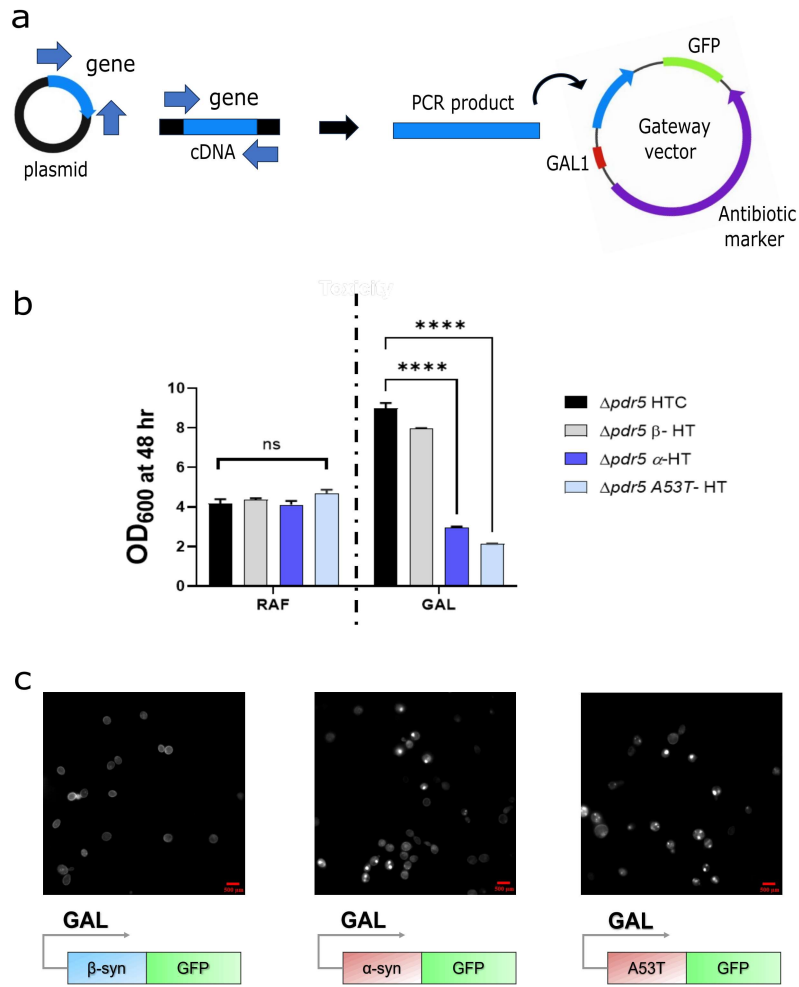 a
gene
plasmid
gene
cDNA
PCR product
GFP
GAL1
Gateway
vector
Antibiotic
marker
b
Toxicity
OD600 at 48 hr
10
8
6
4
2
0
ns
****
****
RAF
GAL
Δpdr5 HTC
Δpdr5 β- HT
Δpdr5 α-HT
Δpdr5 A53T- HT
c
GAL
β-syn
GFP
GAL
α-syn
GFP
GAL
A53T
GFP